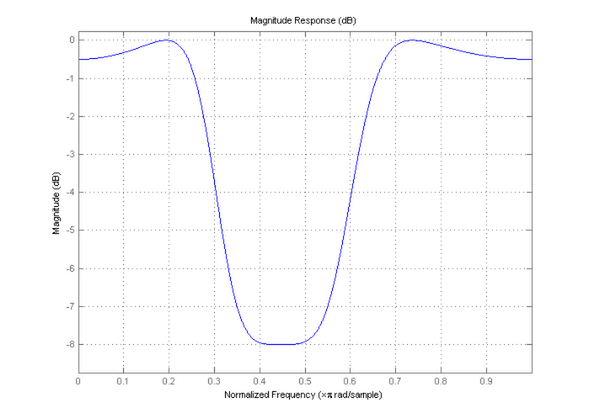 Magnitude Response (dB)
0
-1
-2
-3
-4
-5
-6
-7
-8
Magnitude (dB)
0 0.1 0.2 0.3 0.4 0.5 0.6 0.7 0.8 0.9
Normalized Frequency (×π rad/sample)